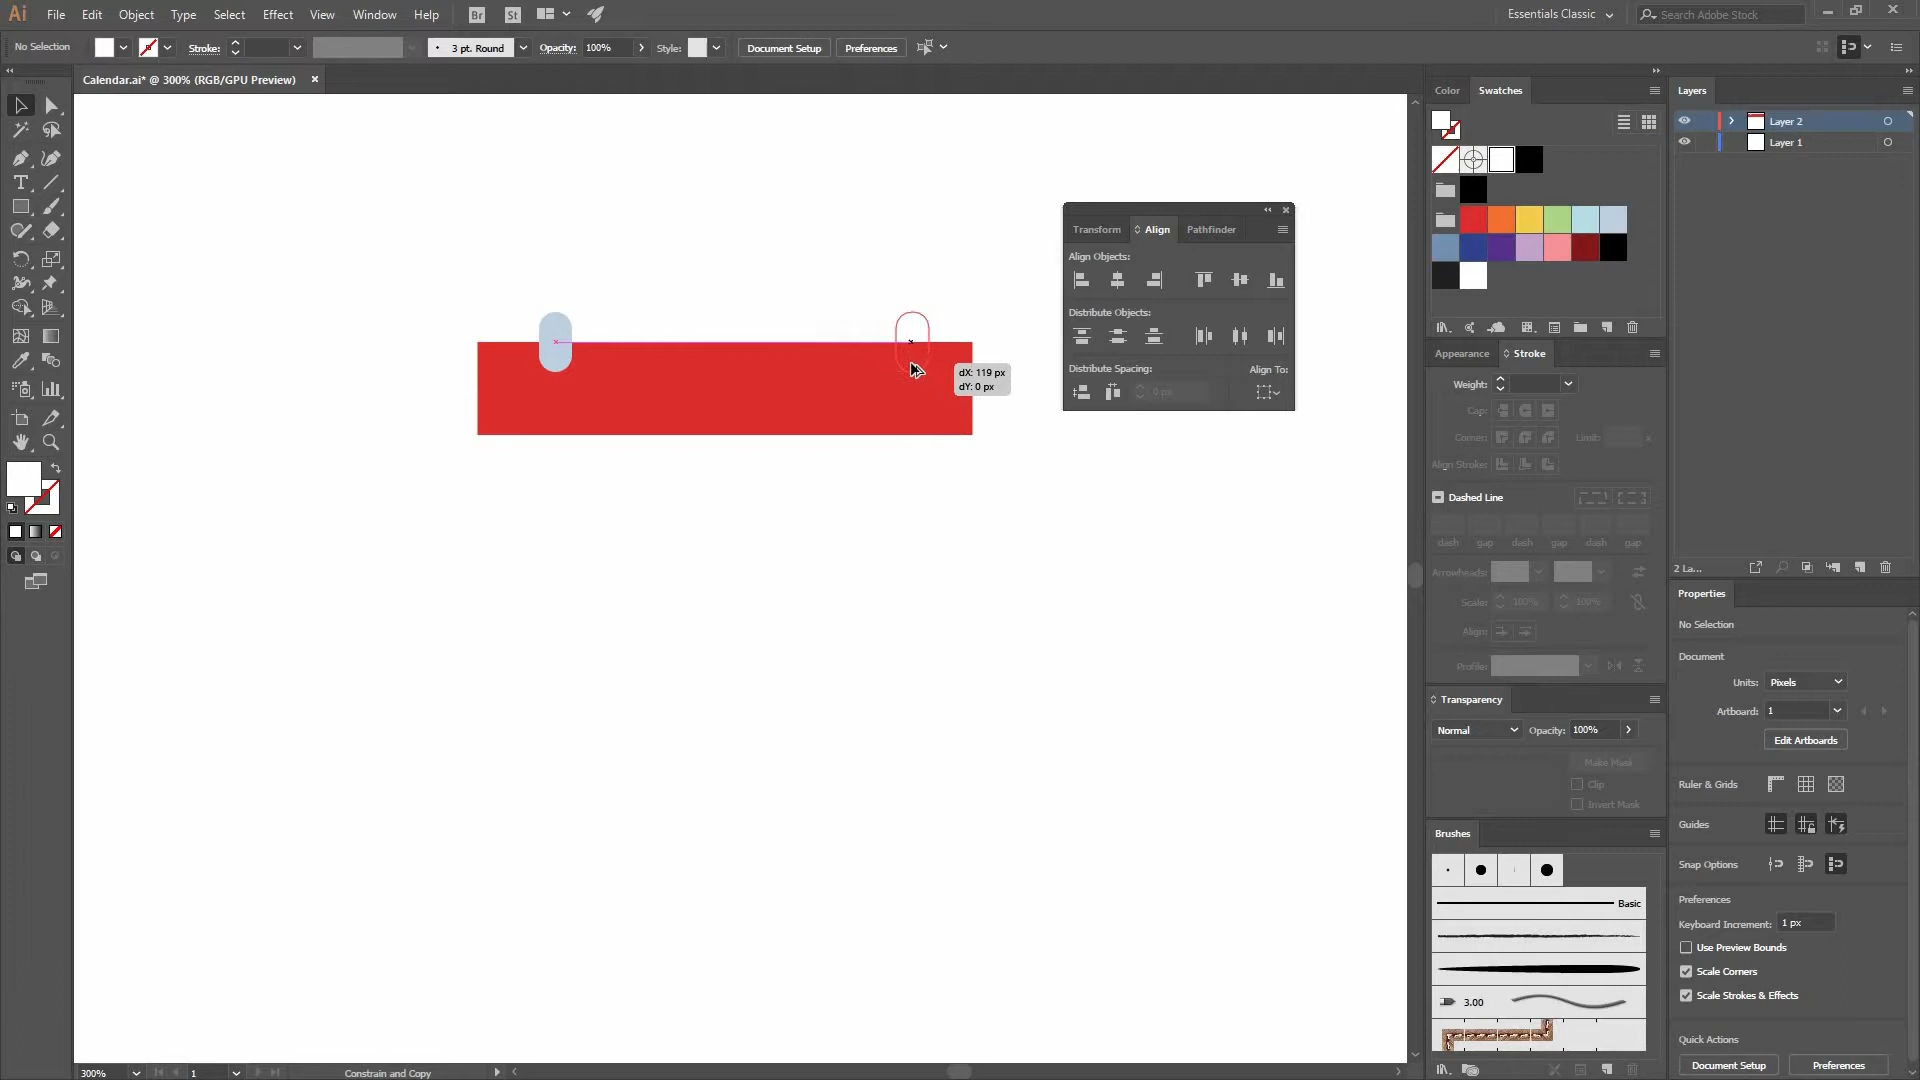 Ai File Edit Object Type Select Effect View Window Help Br St Essentials Classic Search Adobe Stock
No Selection Stroke: 3 pt. Round Opacity: 100% Style: Document Setup Preferences
Calendar.ai* @ 300% (RGB/GPU Preview)
Color Swatches
Layers
Layer 2
Layer 1
Transform Align Pathfinder
Align Objects:
Distribute Objects:
Distribute Spacing: Align To:
0 px
dX: 119 px
dY: 0 px
Appearance Stroke
Weight:
Cap:
Corner: Limit: x
Align Stroke:
Dashed Line
dash gap dash gap dash gap
Arrowheads:
Scale: 100% 100%
Align:
Profile:
Transparency
Normal Opacity: 100%
Make Mask
Clip
Invert Mask
Brushes
Basic
3.00
2 La...
Properties
No Selection
Document
Units: Pixels
Artboard: 1
Edit Artboards
Ruler & Grids
Guides
Snap Options
Preferences
Keyboard Increment: 1 px
Use Preview Bounds
Scale Corners
Scale Strokes & Effects
Quick Actions
Document Setup Preferences
300% 1 Constrain and Copy